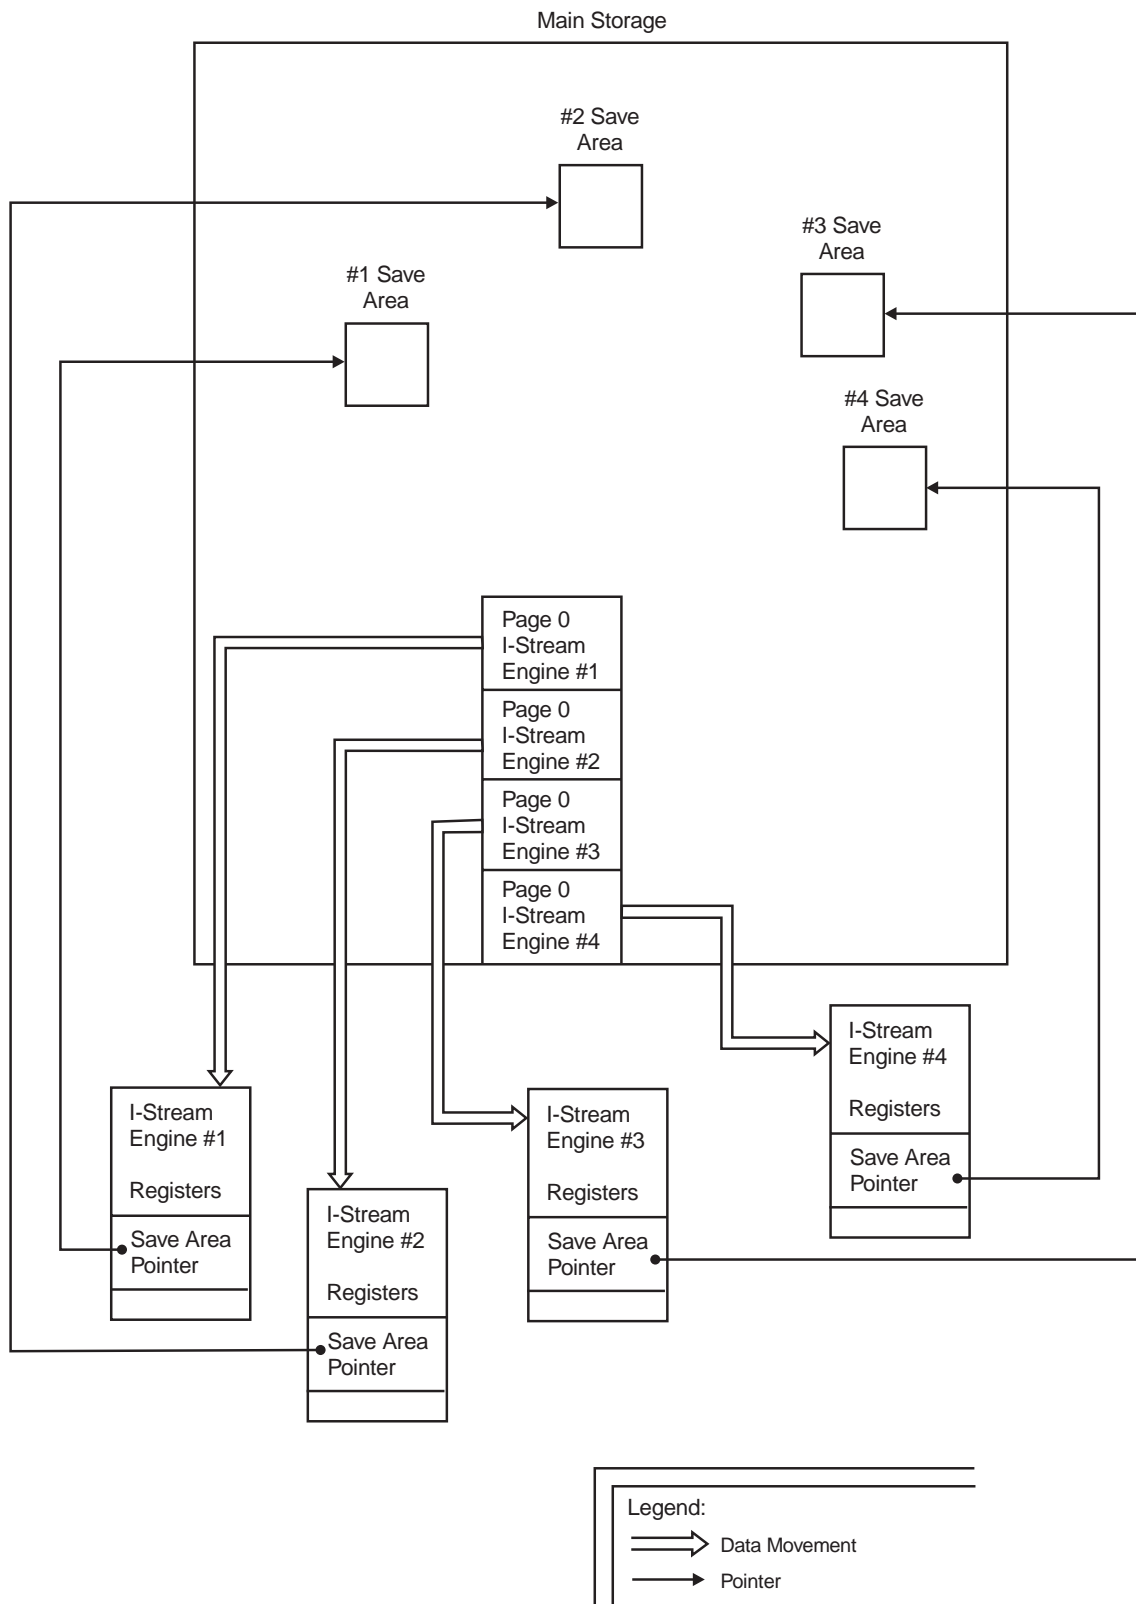 Main Storage
#2 Save
Area
#3 Save
Area
#1 Save
Area
#4 Save
Area
Page 0
I-Stream
Engine #1
Page 0
I-Stream
Engine #2
Page 0
I-Stream
Engine #3
Page 0
I-Stream
Engine #4
I-Stream
Engine #1
Registers
Save Area
Pointer
I-Stream
Engine #2
Registers
Save Area
Pointer
I-Stream
Engine #3
Registers
Save Area
Pointer
I-Stream
Engine #4
Registers
Save Area
Pointer
Legend:
Data Movement
Pointer